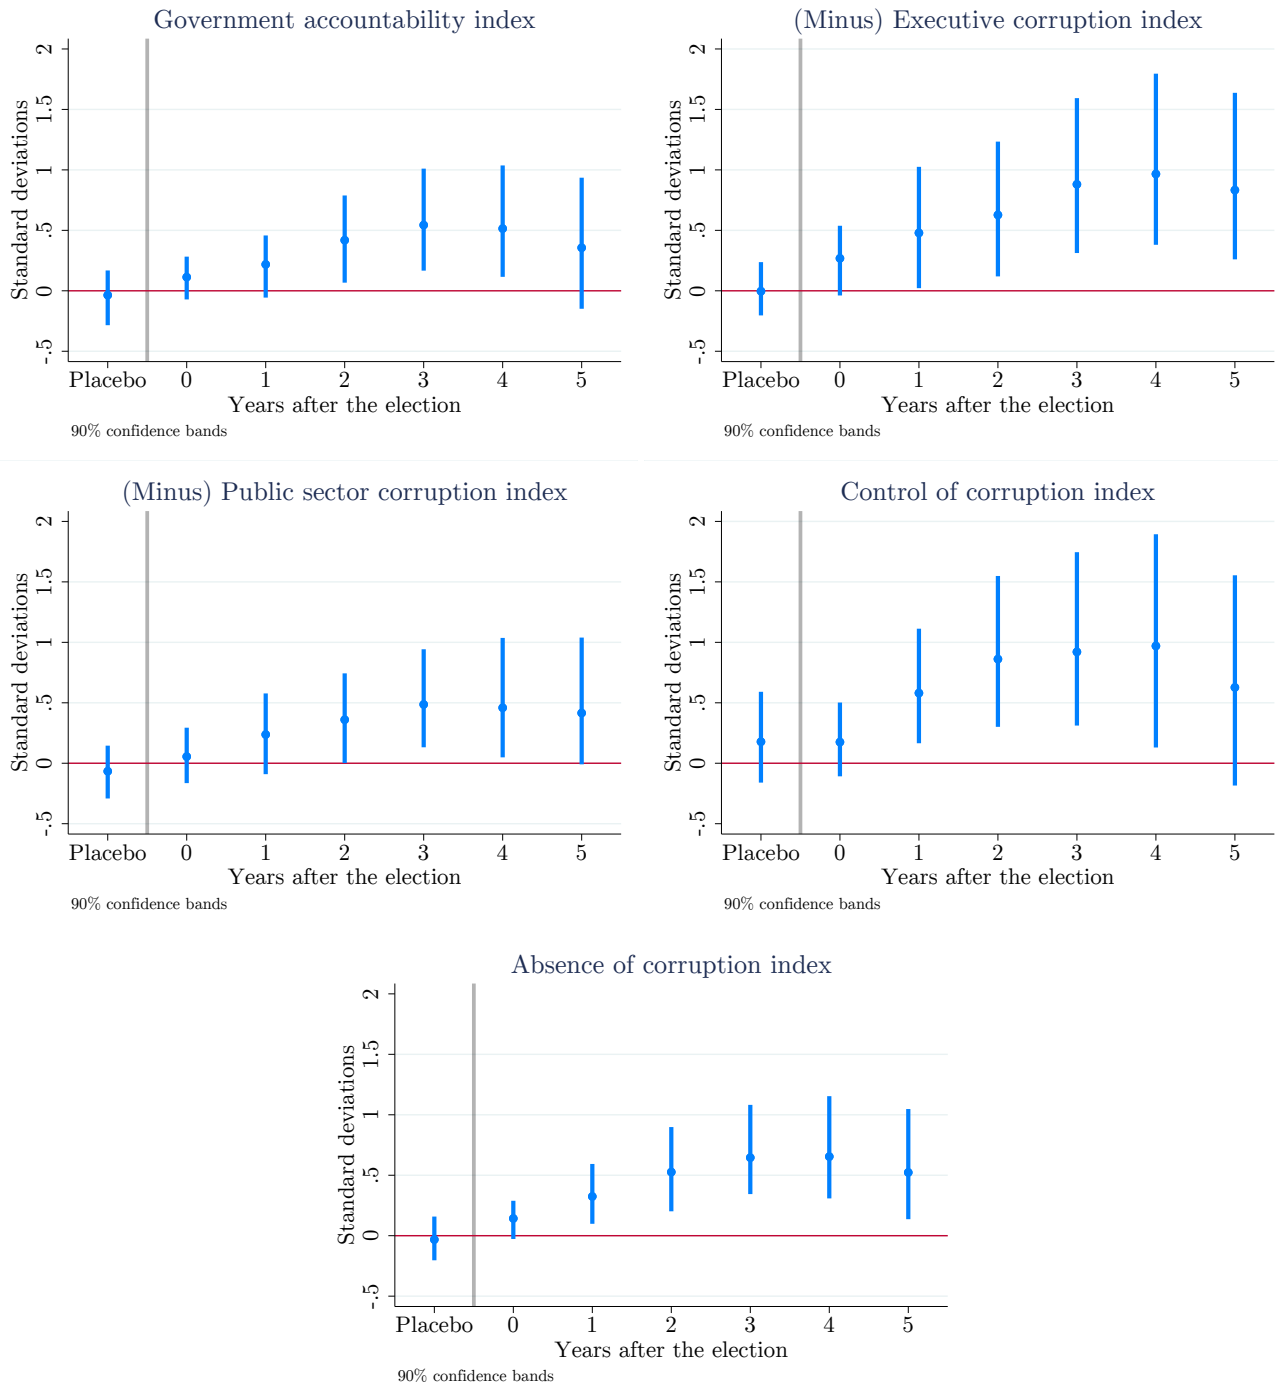 Government accountability index
Standard deviations
2
1.5
1
.5
0
-.5
Placebo 0 1 2 3 4 5
Years after the election
90% confidence bands
(Minus) Executive corruption index
Standard deviations
2
1.5
1
.5
0
-.5
Placebo 0 1 2 3 4 5
Years after the election
90% confidence bands
(Minus) Public sector corruption index
Standard deviations
2
1.5
1
.5
0
-.5
Placebo 0 1 2 3 4 5
Years after the election
90% confidence bands
Control of corruption index
Standard deviations
2
1.5
1
.5
0
-.5
Placebo 0 1 2 3 4 5
Years after the election
90% confidence bands
Absence of corruption index
Standard deviations
2
1.5
1
.5
0
-.5
Placebo 0 1 2 3 4 5
Years after the election
90% confidence bands